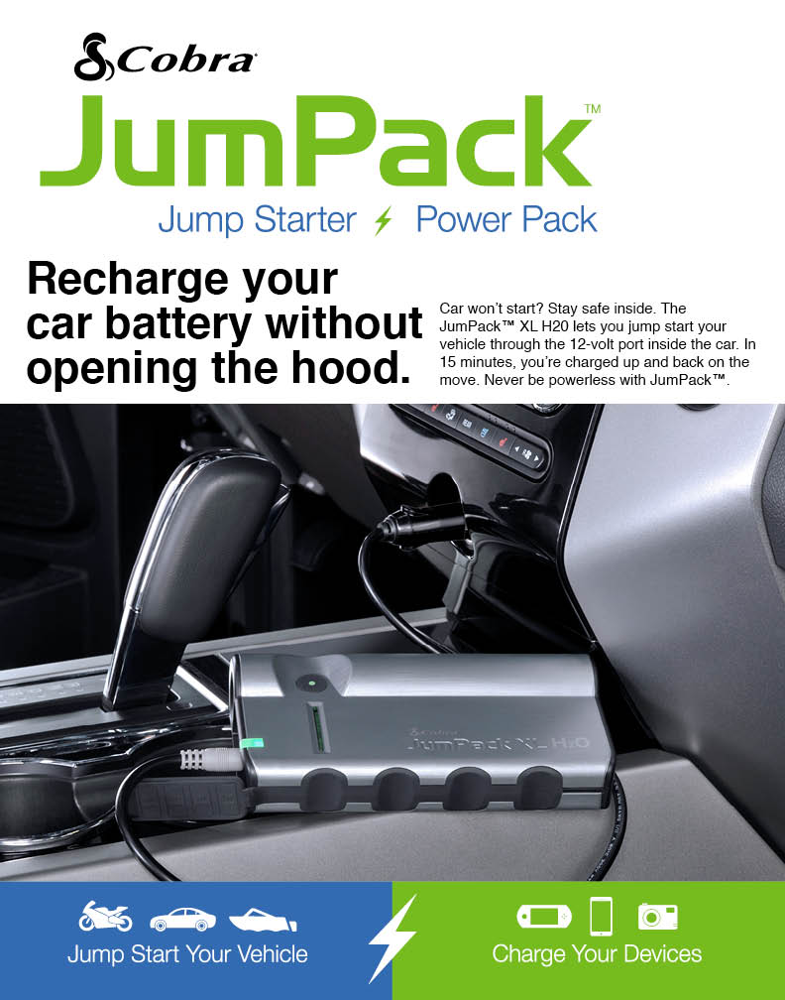 Cobra
JumPack™
Jump Starter Power Pack
Recharge your
car battery without
opening the hood.
Car won't start? Stay safe inside. The
JumPack™ XL H20 lets you jump start your
vehicle through the 12-volt port inside the car. In
15 minutes, you're charged up and back on the
move. Never be powerless with JumPack™.
Cobra
JumPack XL H2O
Jump Start Your Vehicle
Charge Your Devices